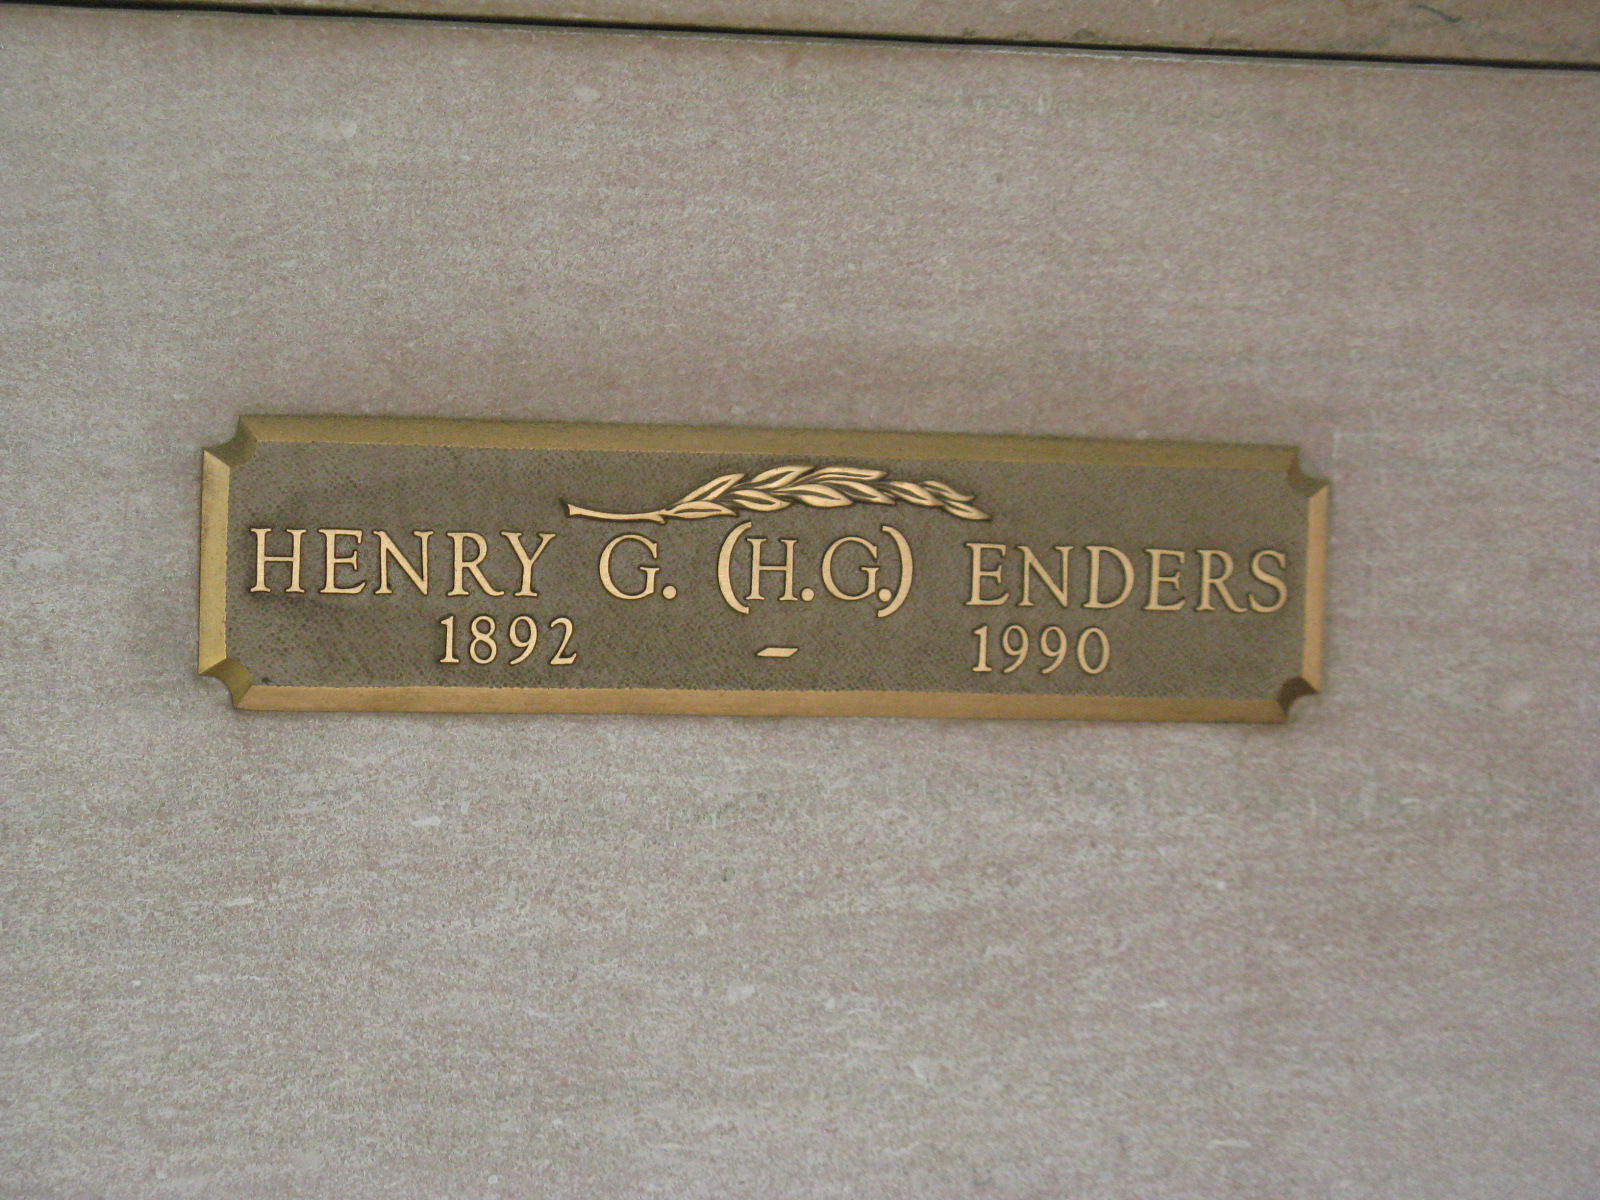 HENRY G. (H.G.) ENDERS
1892 – 1990